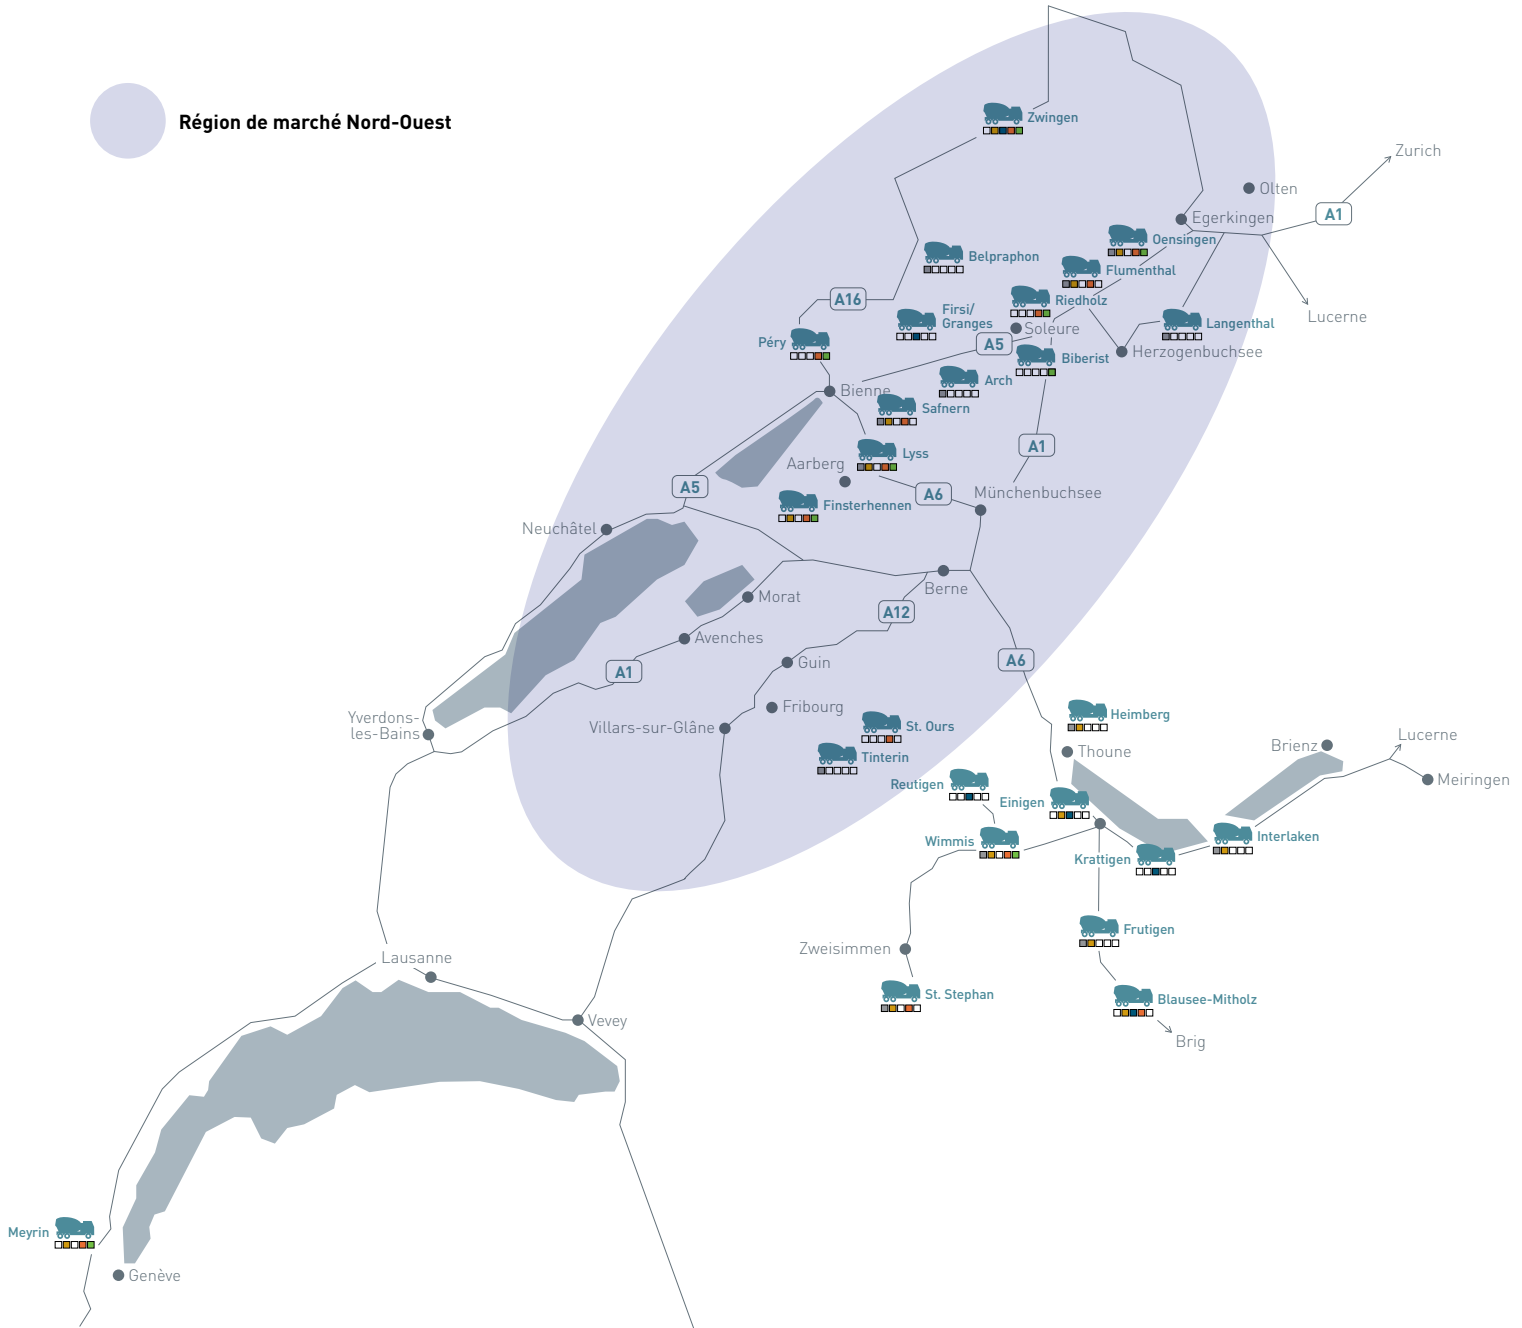 Région de marché Nord-Ouest
Zwingen
Zurich
Olten
A1
Egerkingen
Oensingen
Belpraphon
Flumenthal
A16
Riedholz
Firsi/
Granges
Lucerne
Langenthal
Soleure
Péry
A5
Herzogenbuchsee
Biberist
Arch
Bienne
Safnern
A1
Lyss
Aarberg
A5
A6
Münchenbuchsee
Finsterhennen
Neuchâtel
Berne
Morat
A12
Avenches
A6
Guin
A1
Fribourg
Heimberg
Yverdons-
les-Bains
Villars-sur-Glâne
St. Ours
Lucerne
Brienz
Thoune
Tinterin
Meiringen
Reutigen
Einigen
Interlaken
Wimmis
Krattigen
Frutigen
Zweisimmen
Lausanne
St. Stephan
Blausee-Mitholz
Vevey
Brig
Meyrin
Genève